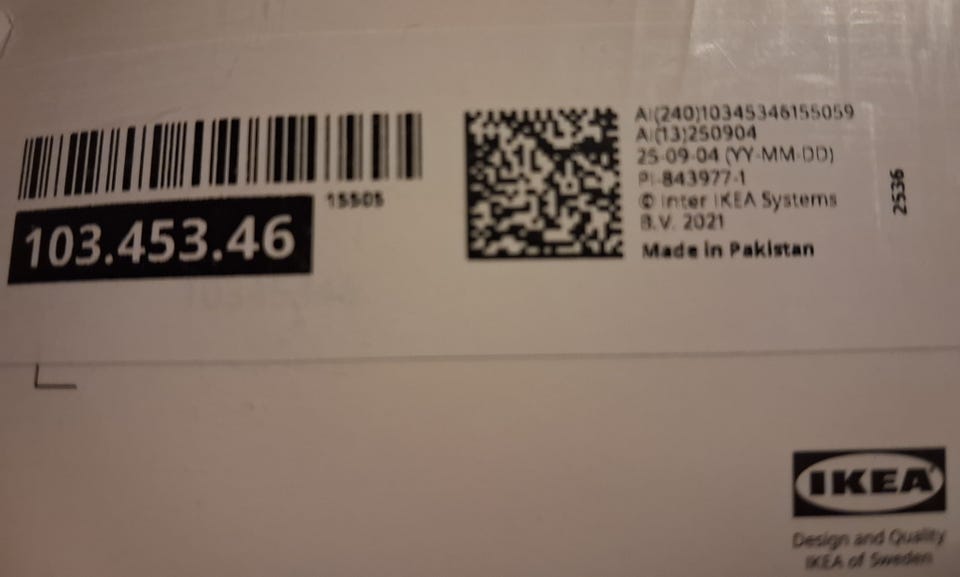 15505
103.453.46
AI(240)10345346155059
AI(13)250904
25-09-04 (YY-MM-DD)
PI-843977-1
© Inter IKEA Systems
B.V. 2021
Made in Pakistan
2536
IKEA
Design and Quality
IKEA of Sweden